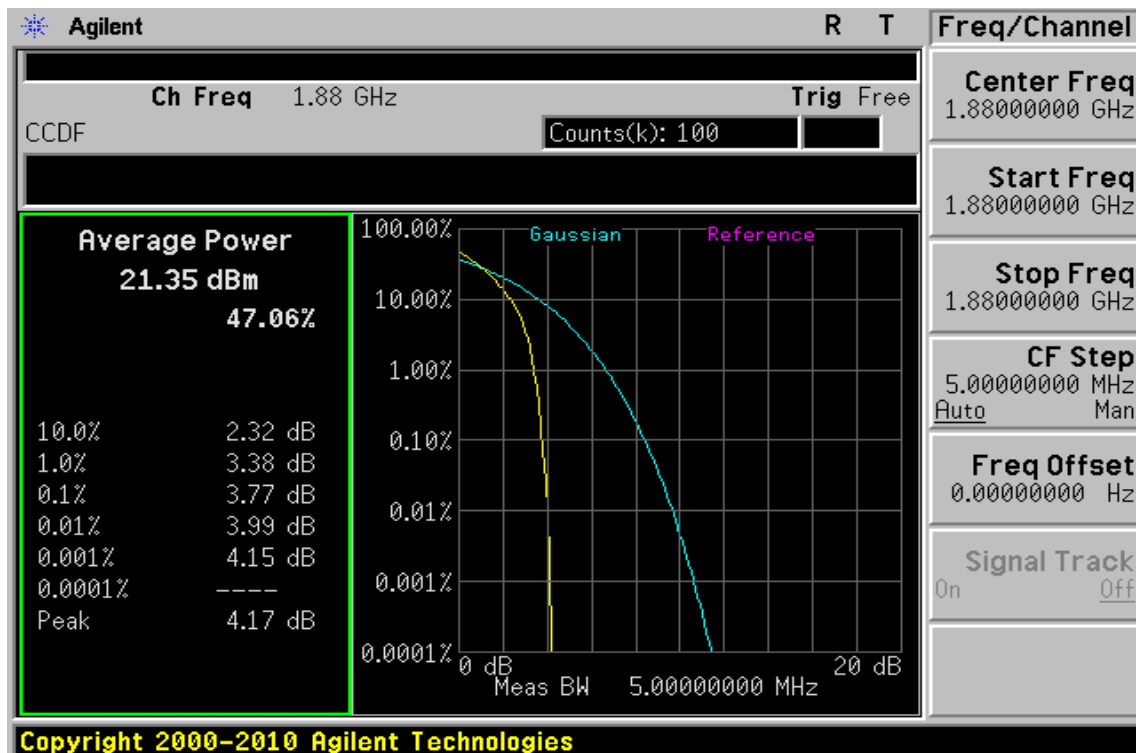 Agilent R T
Ch Freq 1.88 GHz Trig Free
CCDF Counts(k): 100
Average Power
21.35 dBm
47.06%
10.0% 2.32 dB
1.0% 3.38 dB
0.1% 3.77 dB
0.01% 3.99 dB
0.001% 4.15 dB
0.0001% ----
Peak 4.17 dB
Gaussian Reference
100.00%
10.00%
1.00%
0.10%
0.01%
0.001%
0.0001%
0 dB 20 dB
Meas BW 5.00000000 MHz
Freq/Channel
Center Freq
1.88000000 GHz
Start Freq
1.88000000 GHz
Stop Freq
1.88000000 GHz
CF Step
5.00000000 MHz
Auto Man
Freq Offset
0.00000000 Hz
Signal Track
On Off
Copyright 2000-2010 Agilent Technologies